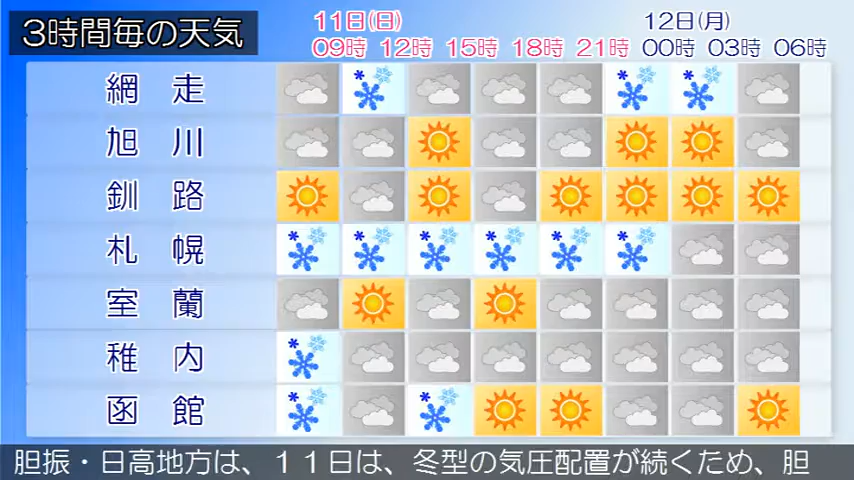 3時間毎の天気
11日(日) 12日(月)
09時 12時 15時 18時 21時 00時 03時 06時
網走
旭川
釧路
札幌
室蘭
稚内
函館
胆振・日高地方は、１１日は、冬型の気圧配置が続くため、胆